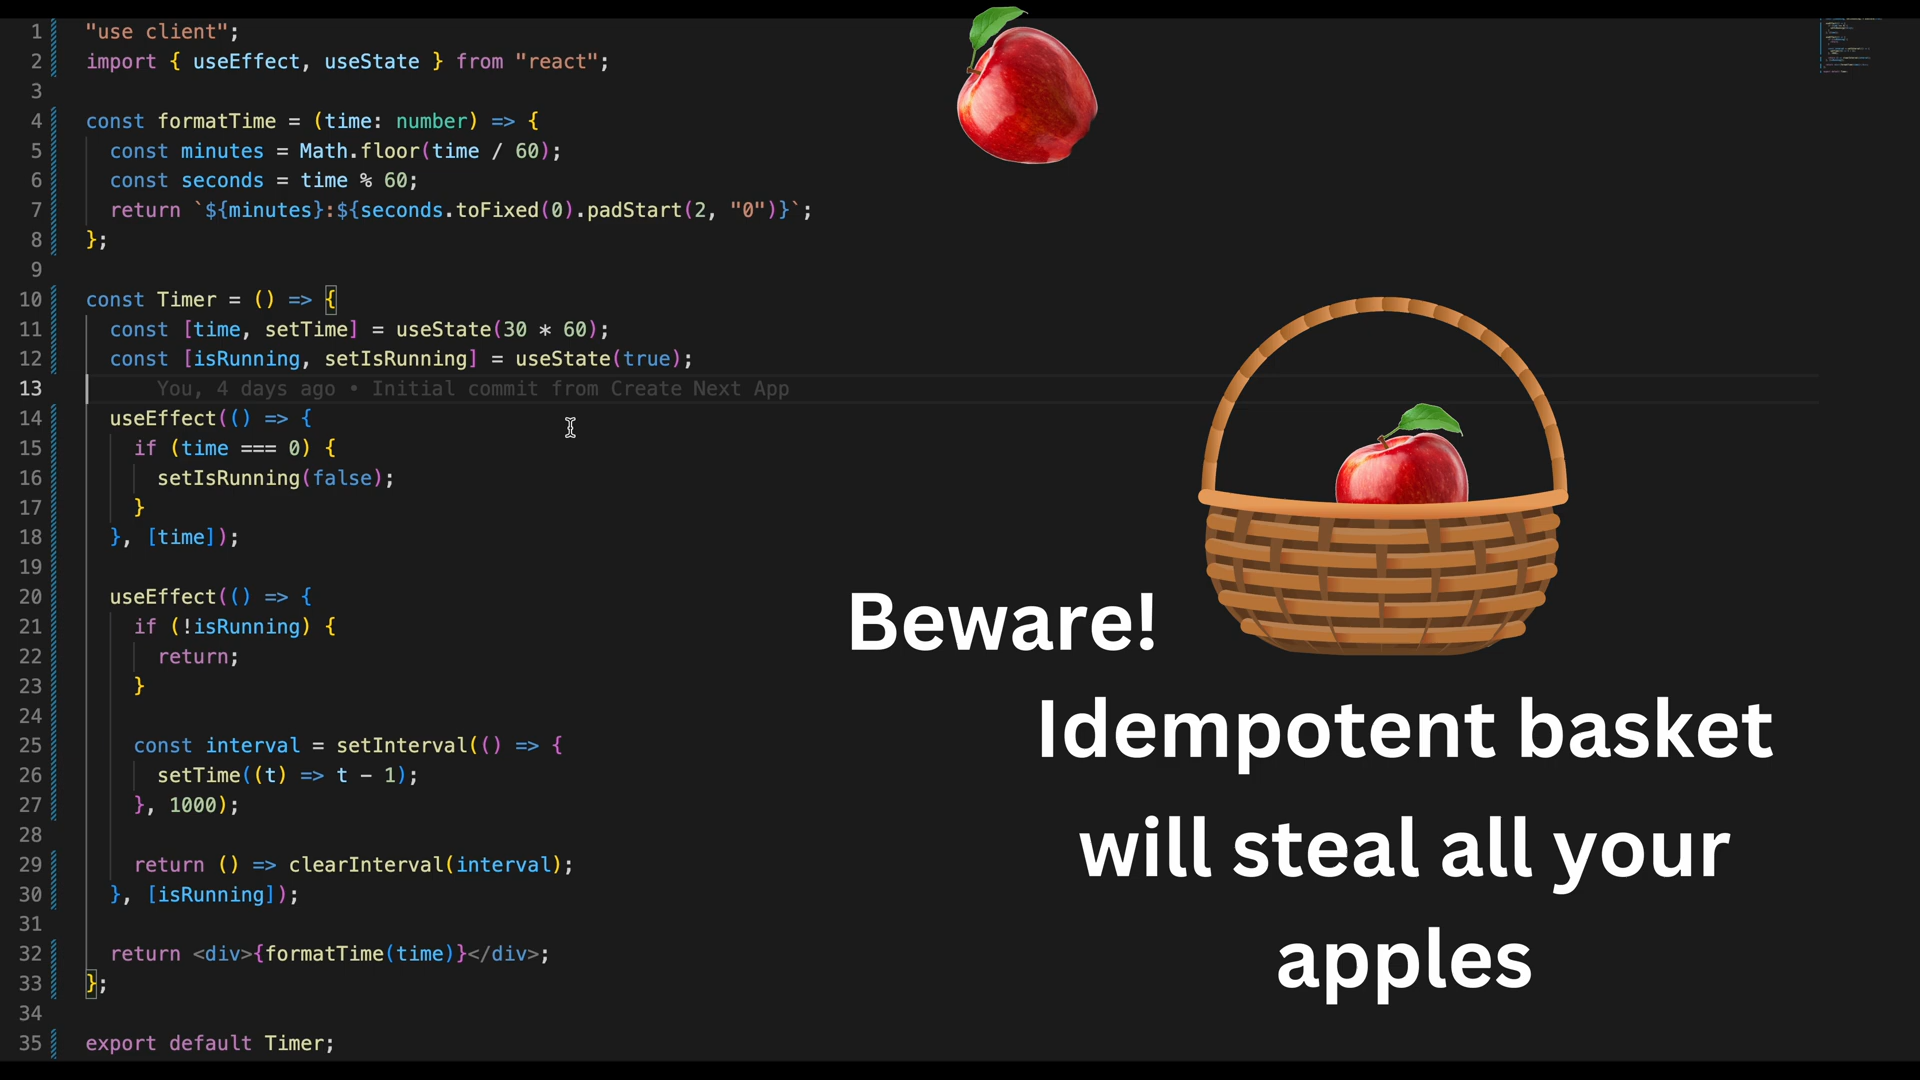 1 "use client";
2 import { useEffect, useState } from "react";
3
4 const formatTime = (time: number) => {
5   const minutes = Math.floor(time / 60);
6   const seconds = time % 60;
7   return `${minutes}:${seconds.toFixed(0).padStart(2, "0")}`;
8 };
9
10 const Timer = () => {
11   const [time, setTime] = useState(30 * 60);
12   const [isRunning, setIsRunning] = useState(true);
13       You, 4 days ago • Initial commit from Create Next App
14   useEffect(() => {
15     if (time === 0) {
16       setIsRunning(false);
17     }
18   }, [time]);
19
20   useEffect(() => {
21     if (!isRunning) {
22       return;
23     }
24
25     const interval = setInterval(() => {
26       setTime((t) => t - 1);
27     }, 1000);
28
29     return () => clearInterval(interval);
30   }, [isRunning]);
31
32   return <div>{formatTime(time)}</div>;
33 };
34
35 export default Timer;
Beware!
Idempotent basket
will steal all your
apples